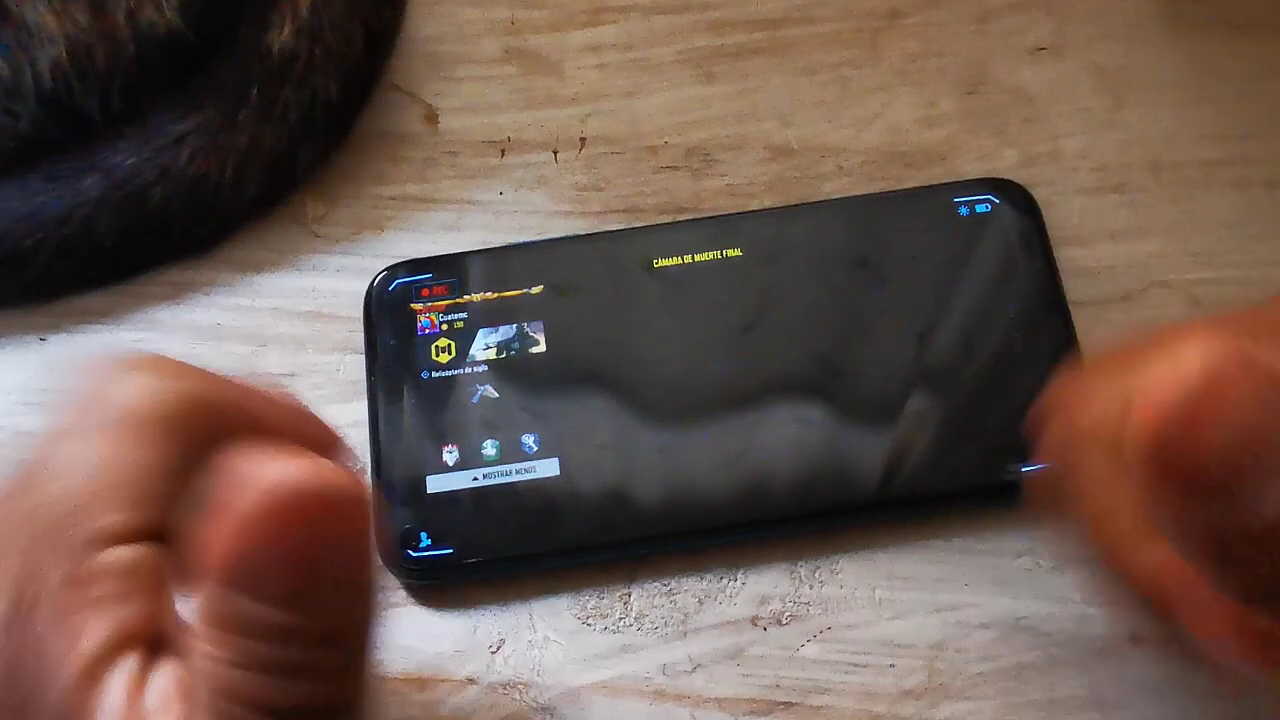 CÁMARA DE MUERTE FINAL
REC
Cuatemc
150
Helicóptero de sigilo
MOSTRAR MENOS